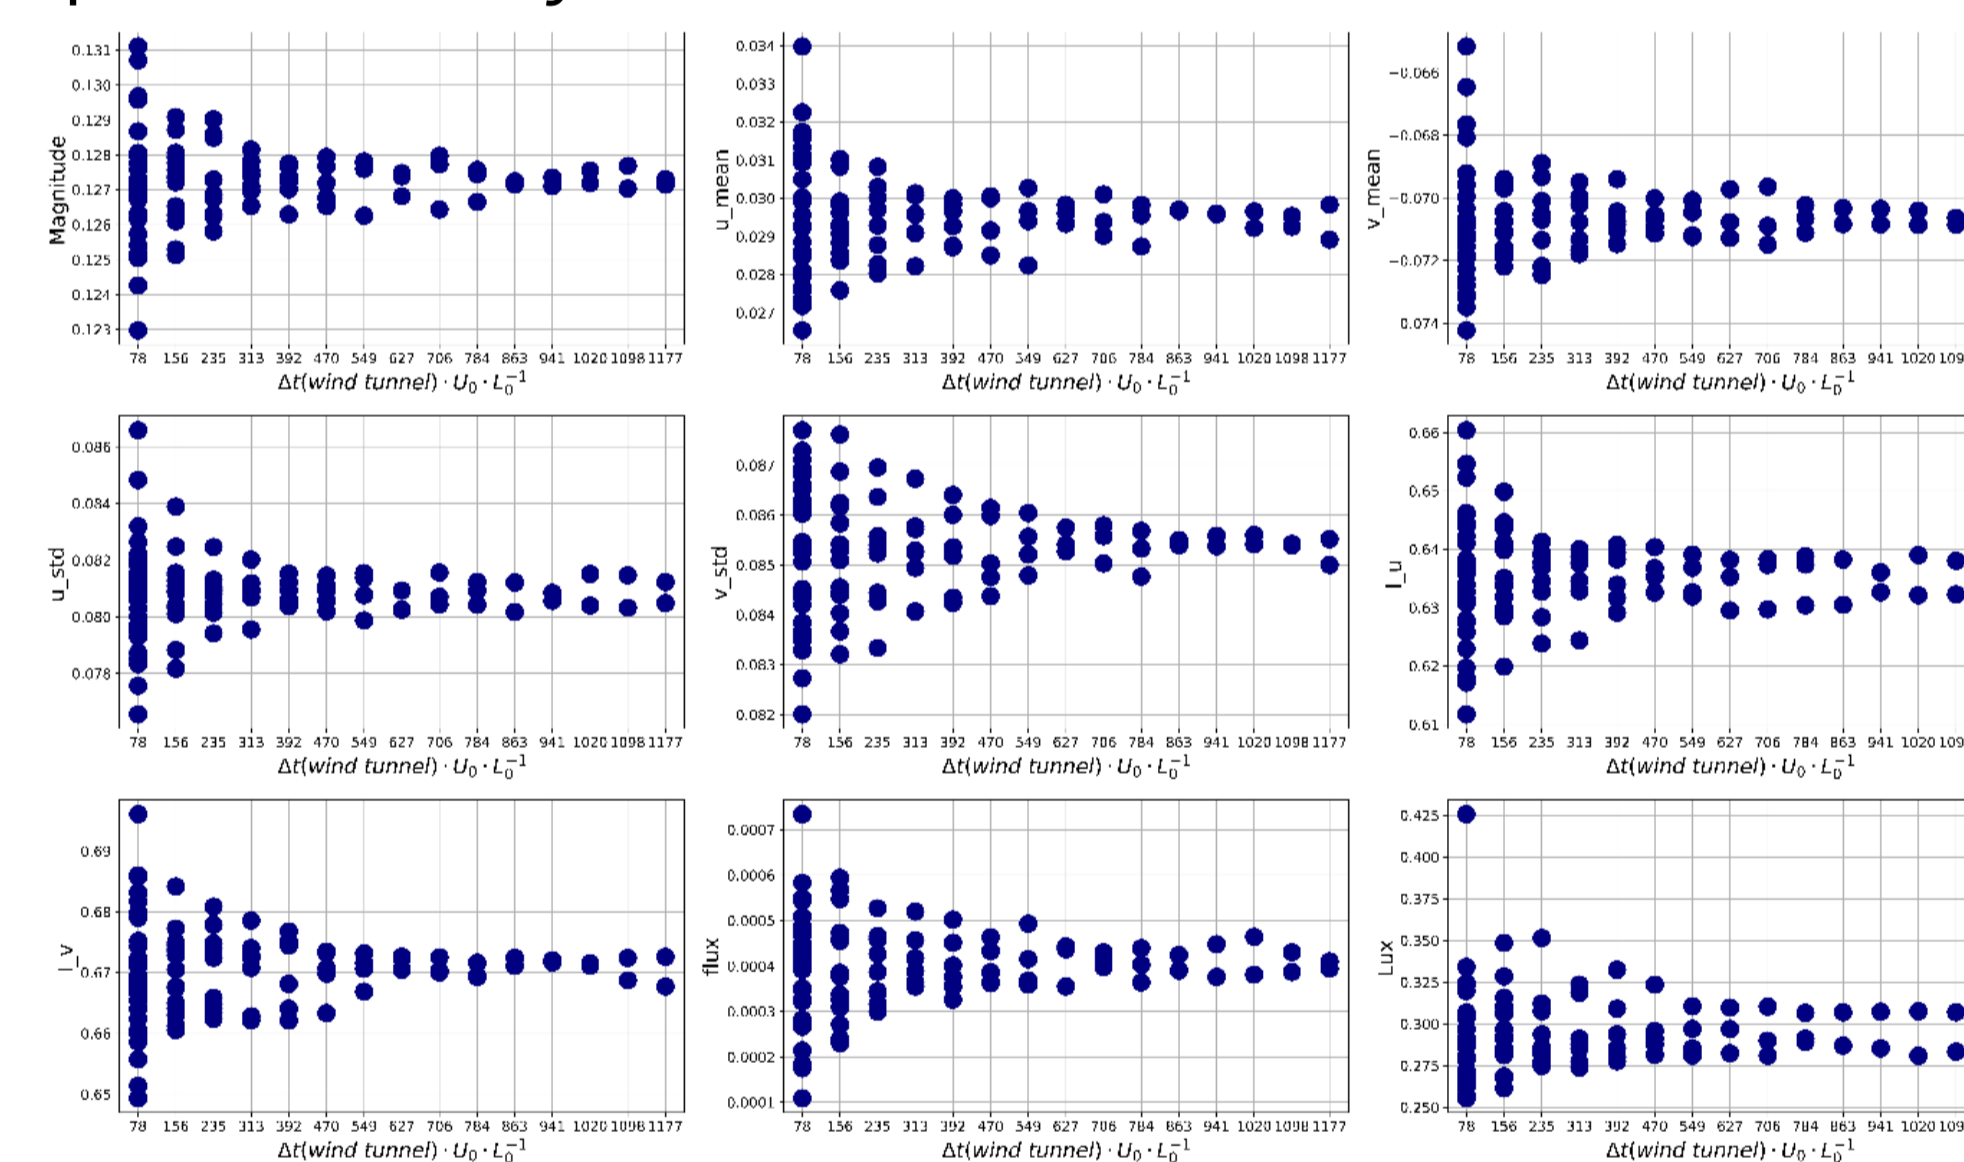 Magnitude
0.131
0.130
0.129
0.128
0.127
0.126
0.125
0.124
0.123
78 156 235 313 392 470 549 627 706 784 863 941 1020 1098 1177
Δt(wind tunnel) · U₀ · L₀⁻¹
u_mean
0.034
0.033
0.032
0.031
0.030
0.029
0.028
0.027
78 156 235 313 392 470 549 627 706 784 863 941 1020 1098 1177
Δt(wind tunnel) · U₀ · L₀⁻¹
v_mean
−0.066
−0.068
−0.070
−0.072
−0.074
78 156 235 313 392 470 549 627 706 784 863 941 1020 109
Δt(wind tunnel) · U₀ · L₀⁻¹
u_std
0.086
0.084
0.082
0.080
0.078
78 156 235 313 392 470 549 627 706 784 863 941 1020 1098 1177
Δt(wind tunnel) · U₀ · L₀⁻¹
v_std
0.087
0.086
0.085
0.084
0.083
0.082
78 156 235 313 392 470 549 627 706 784 863 941 1020 1098 1177
Δt(wind tunnel) · U₀ · L₀⁻¹
I_u
0.66
0.65
0.64
0.63
0.62
0.61
78 156 235 313 392 470 549 627 706 784 863 941 1020 109
Δt(wind tunnel) · U₀ · L₀⁻¹
I_v
0.69
0.68
0.67
0.66
0.65
78 156 235 313 392 470 549 627 706 784 863 941 1020 1098 1177
Δt(wind tunnel) · U₀ · L₀⁻¹
flux
0.0007
0.0006
0.0005
0.0004
0.0003
0.0002
0.0001
78 156 235 313 392 470 549 627 706 784 863 941 1020 1098 1177
Δt(wind tunnel) · U₀ · L₀⁻¹
Lux
0.425
0.400
0.375
0.350
0.325
0.300
0.275
0.250
78 156 235 313 392 470 549 627 706 784 863 941 1020 109
Δt(wind tunnel) · U₀ · L₀⁻¹